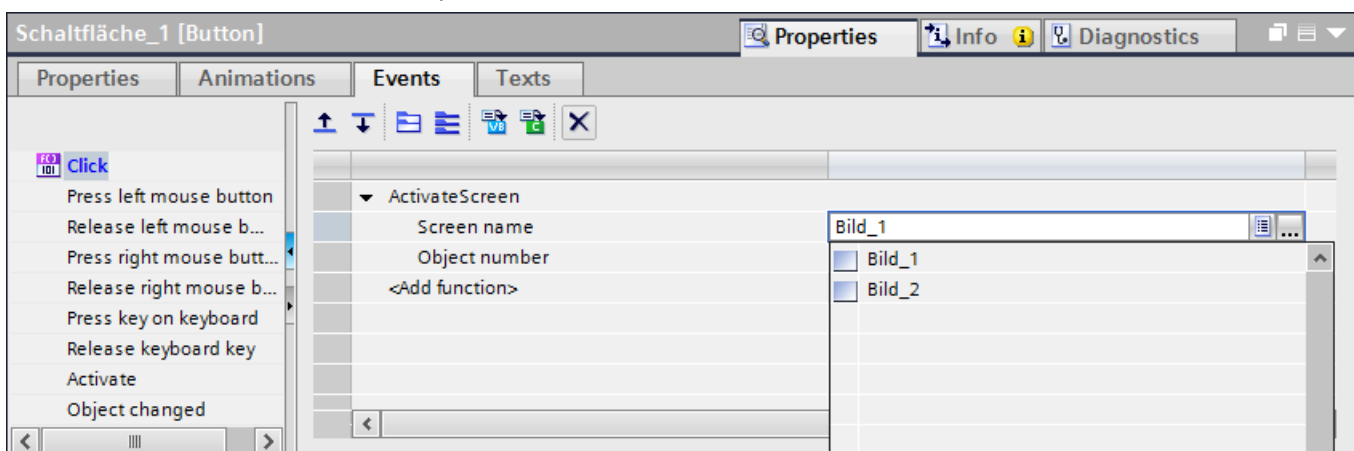 Schaltfläche_1 [Button]
Properties Info Diagnostics
Properties Animations Events Texts
Click
Press left mouse button
Release left mouse b...
Press right mouse butt...
Release right mouse b...
Press key on keyboard
Release keyboard key
Activate
Object changed
ActivateScreen
Screen name Bild_1 ...
Object number Bild_1
<Add function> Bild_2